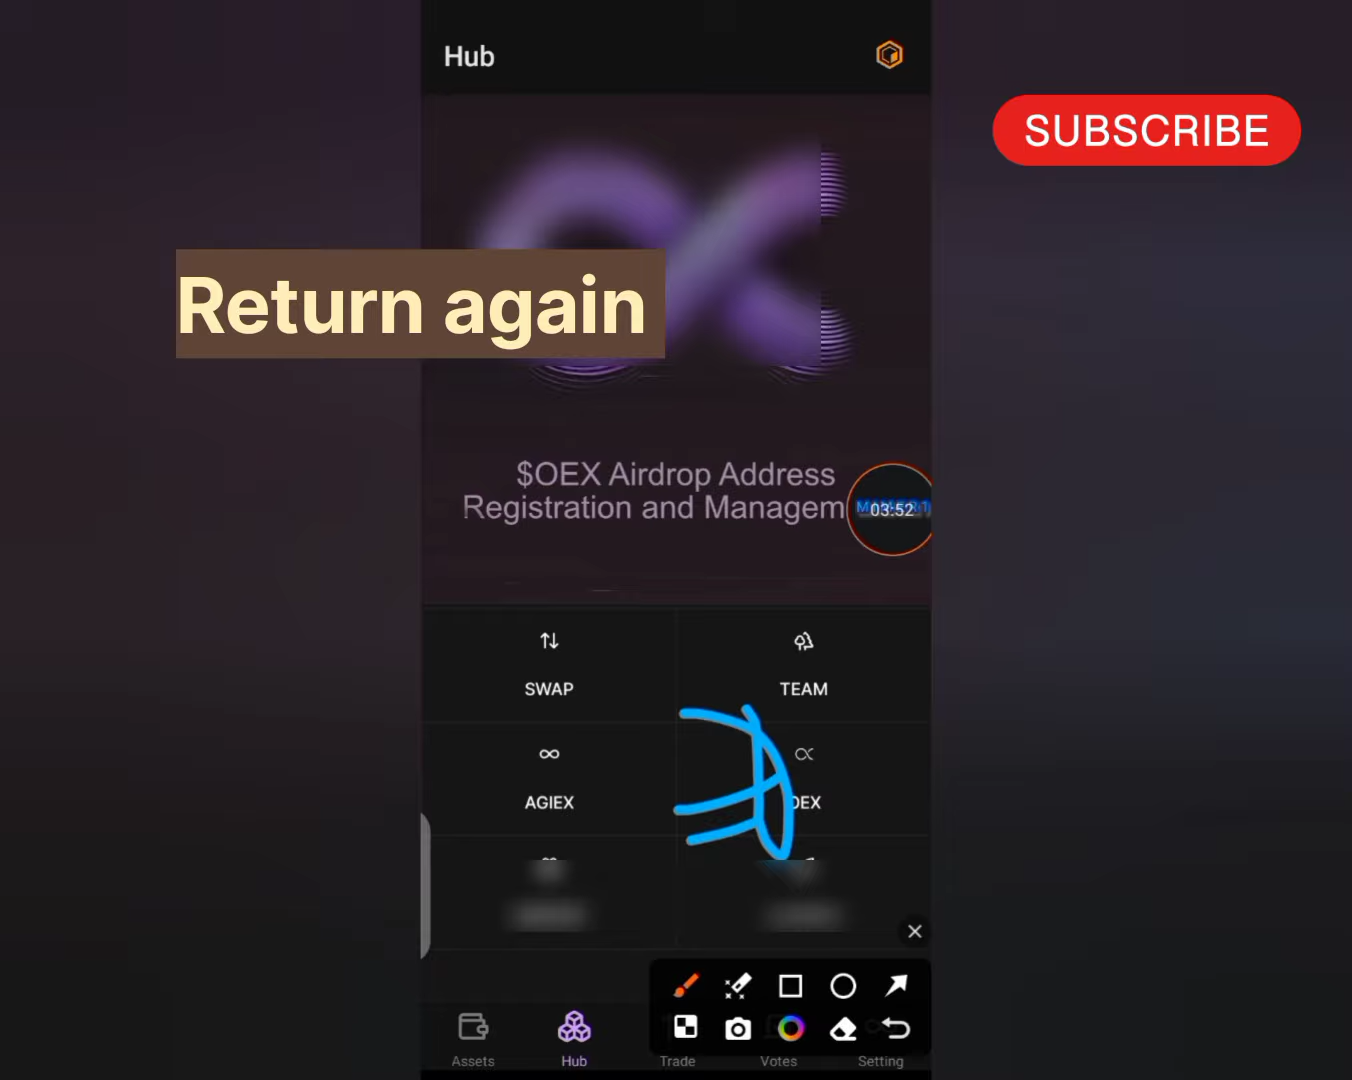 Hub
SUBSCRIBE
Return again
$OEX Airdrop Address
Registration and Managem
03:52
SWAP
TEAM
AGIEX
OEX
Assets
Hub
Trade
Votes
Setting